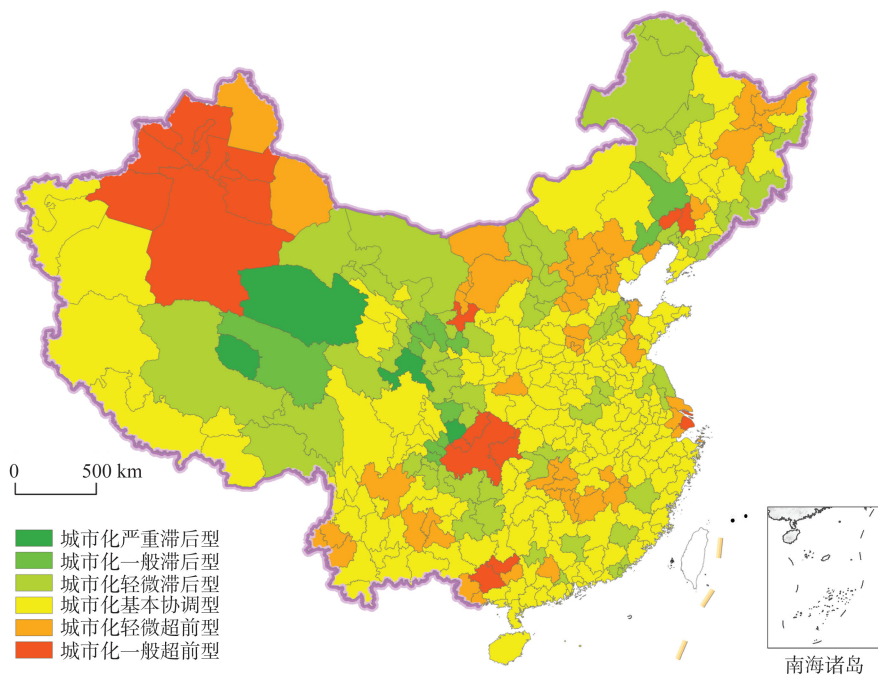 0 500 km
城市化严重滞后型
城市化一般滞后型
城市化轻微滞后型
城市化基本协调型
城市化轻微超前型
城市化一般超前型
南海诸岛